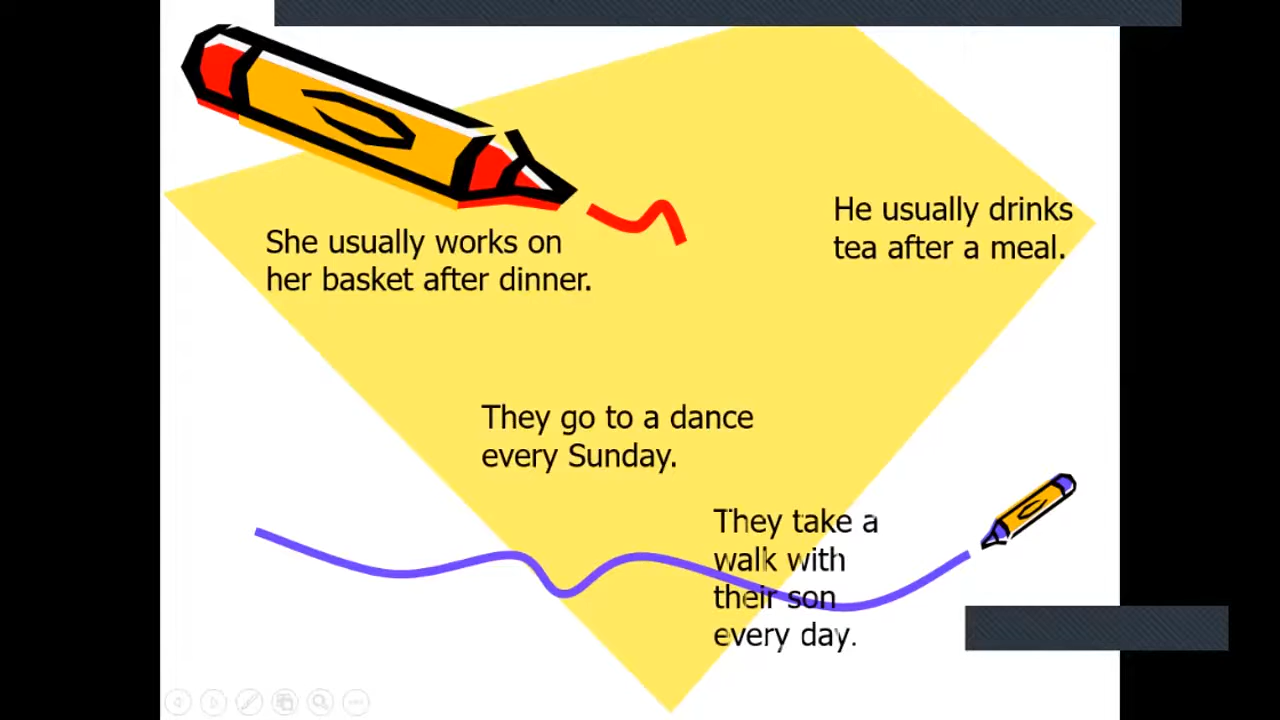 She usually works on
her basket after dinner.
He usually drinks
tea after a meal.
They go to a dance
every Sunday.
They take a
walk with
their son
every day.